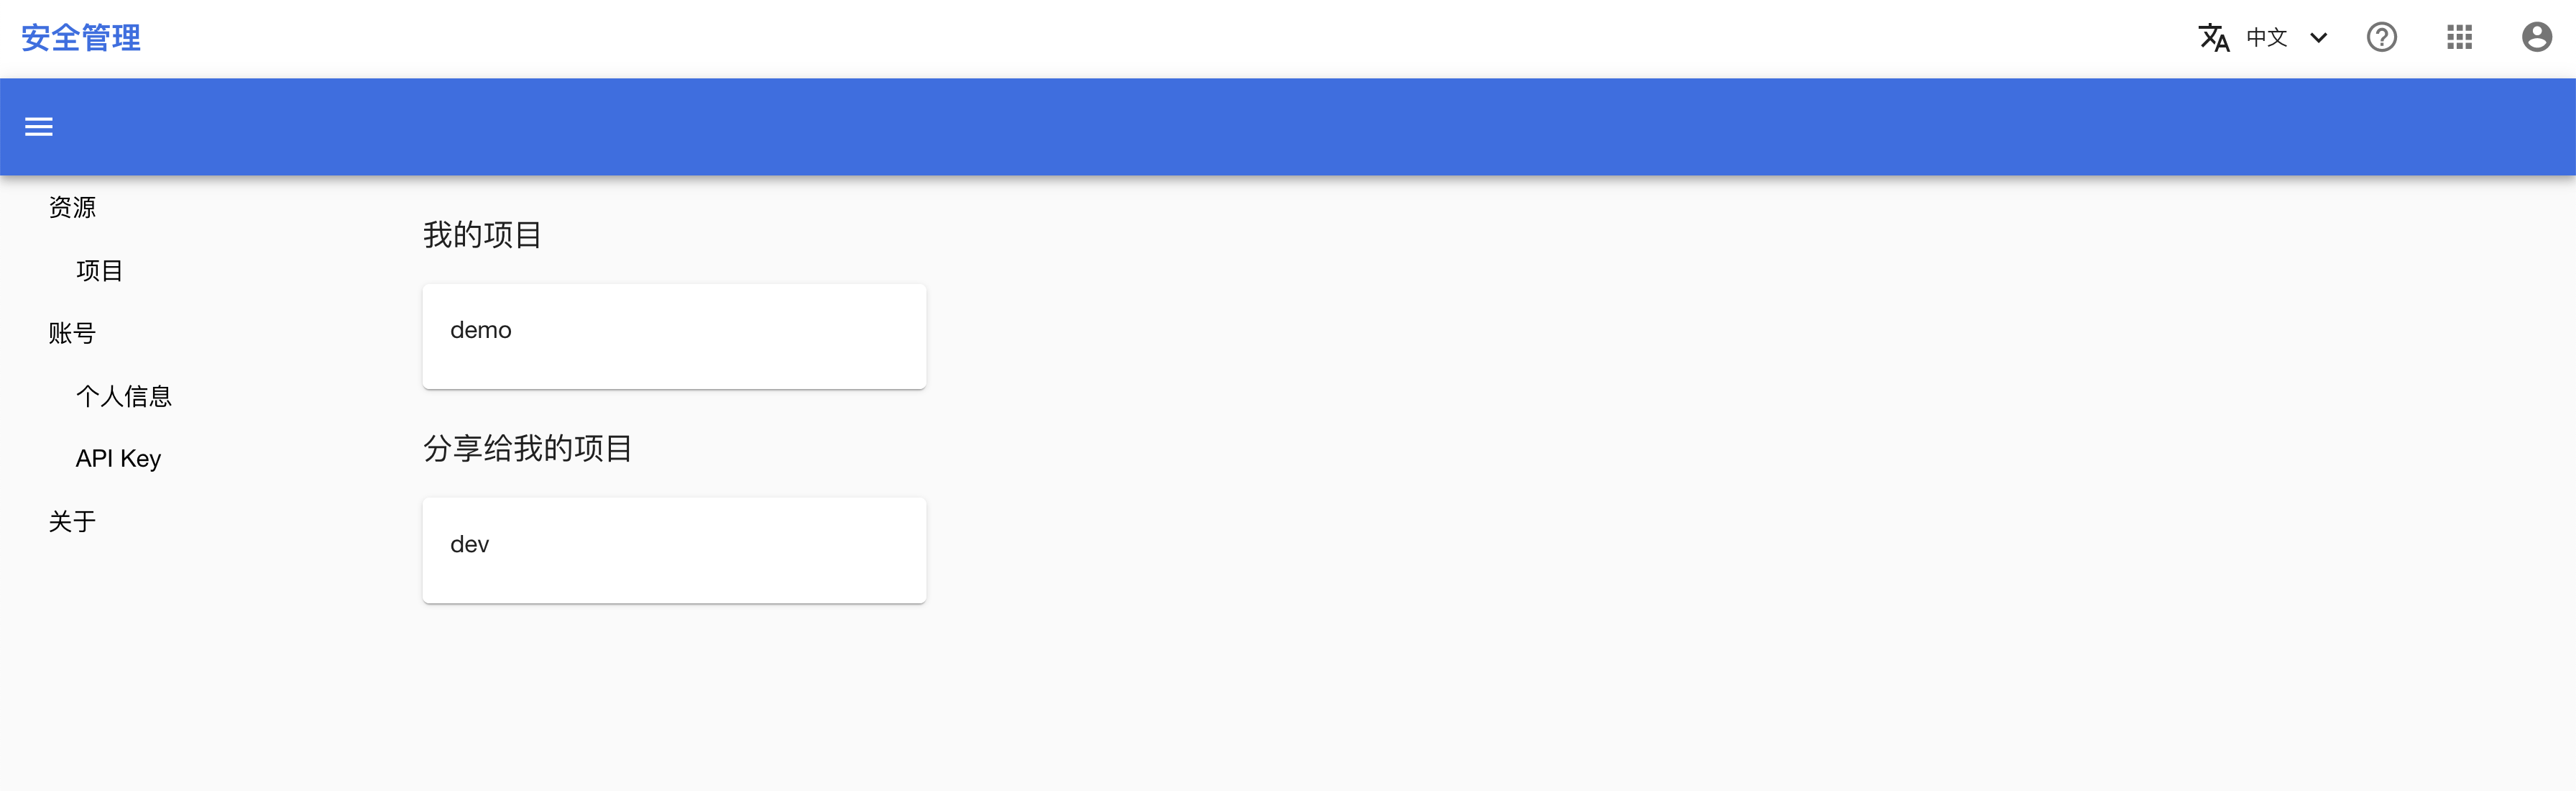 安全管理
中文
资源
项目
账号
个人信息
API Key
关于
我的项目
demo
分享给我的项目
dev